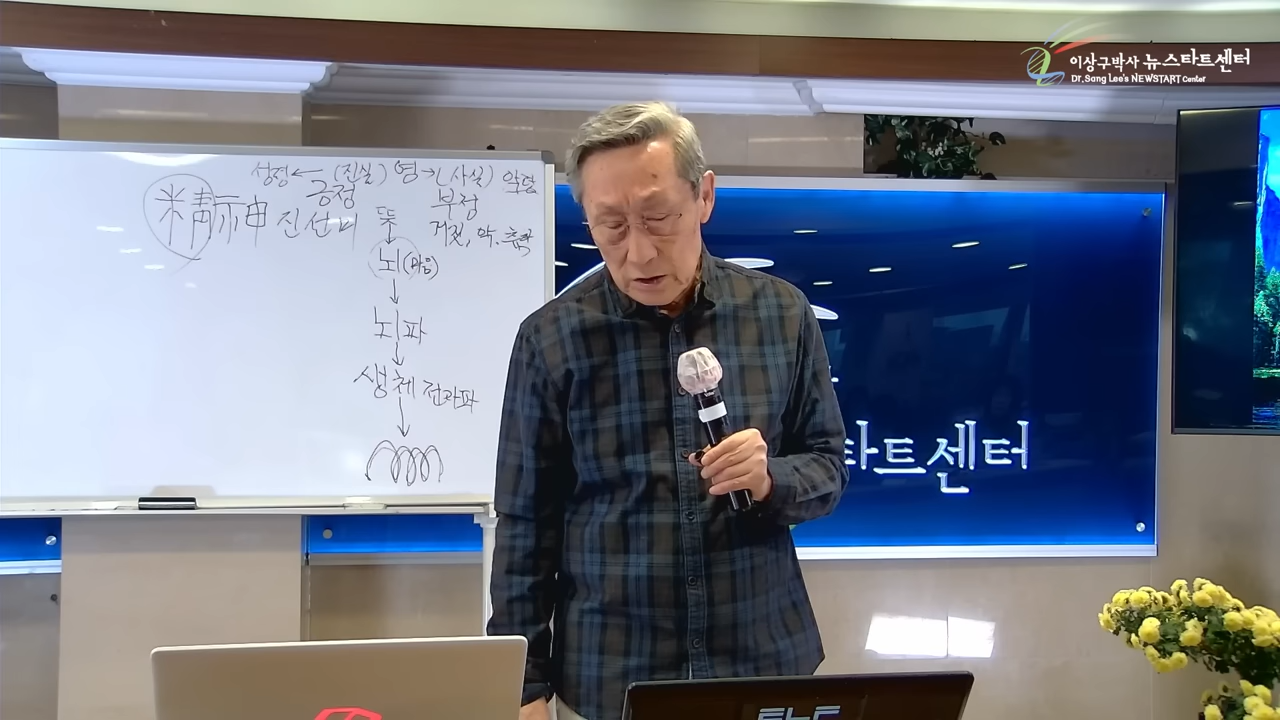 이상구박사 뉴스타트센터
Dr. Sang Lee's NEWSTART Center
성령 ← (진실) 영 → (사실) 악령
긍정 부정
精神 진선미 뜻 거짓, 악, 추함
뇌 (마음)
뇌파
생체 전자파
타트센터